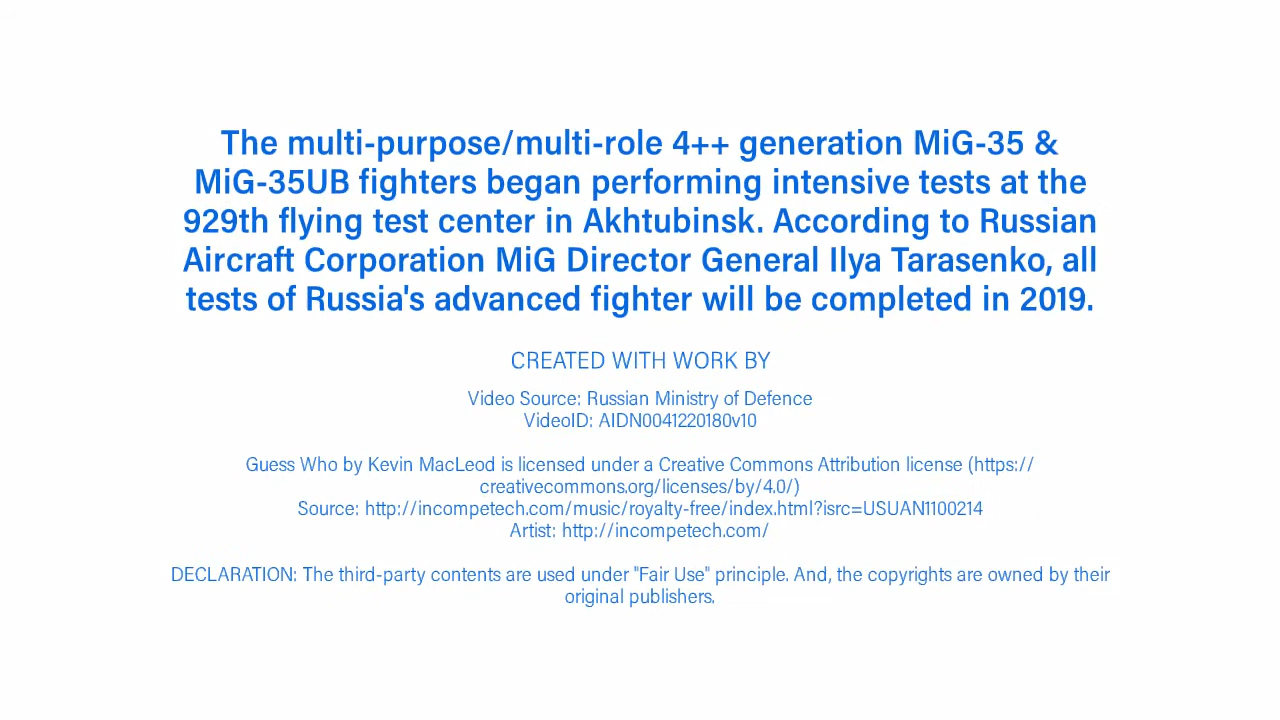 The multi-purpose/multi-role 4++ generation MiG-35 &
MiG-35UB fighters began performing intensive tests at the
929th flying test center in Akhtubinsk. According to Russian
Aircraft Corporation MiG Director General Ilya Tarasenko, all
tests of Russia's advanced fighter will be completed in 2019.
CREATED WITH WORK BY
Video Source: Russian Ministry of Defence
VideoID: AIDN0041220180v10
Guess Who by Kevin MacLeod is licensed under a Creative Commons Attribution license (https://
creativecommons.org/licenses/by/4.0/)
Source: http://incompetech.com/music/royalty-free/index.html?isrc=USUAN1100214
Artist: http://incompetech.com/
DECLARATION: The third-party contents are used under "Fair Use" principle. And, the copyrights are owned by their
original publishers.